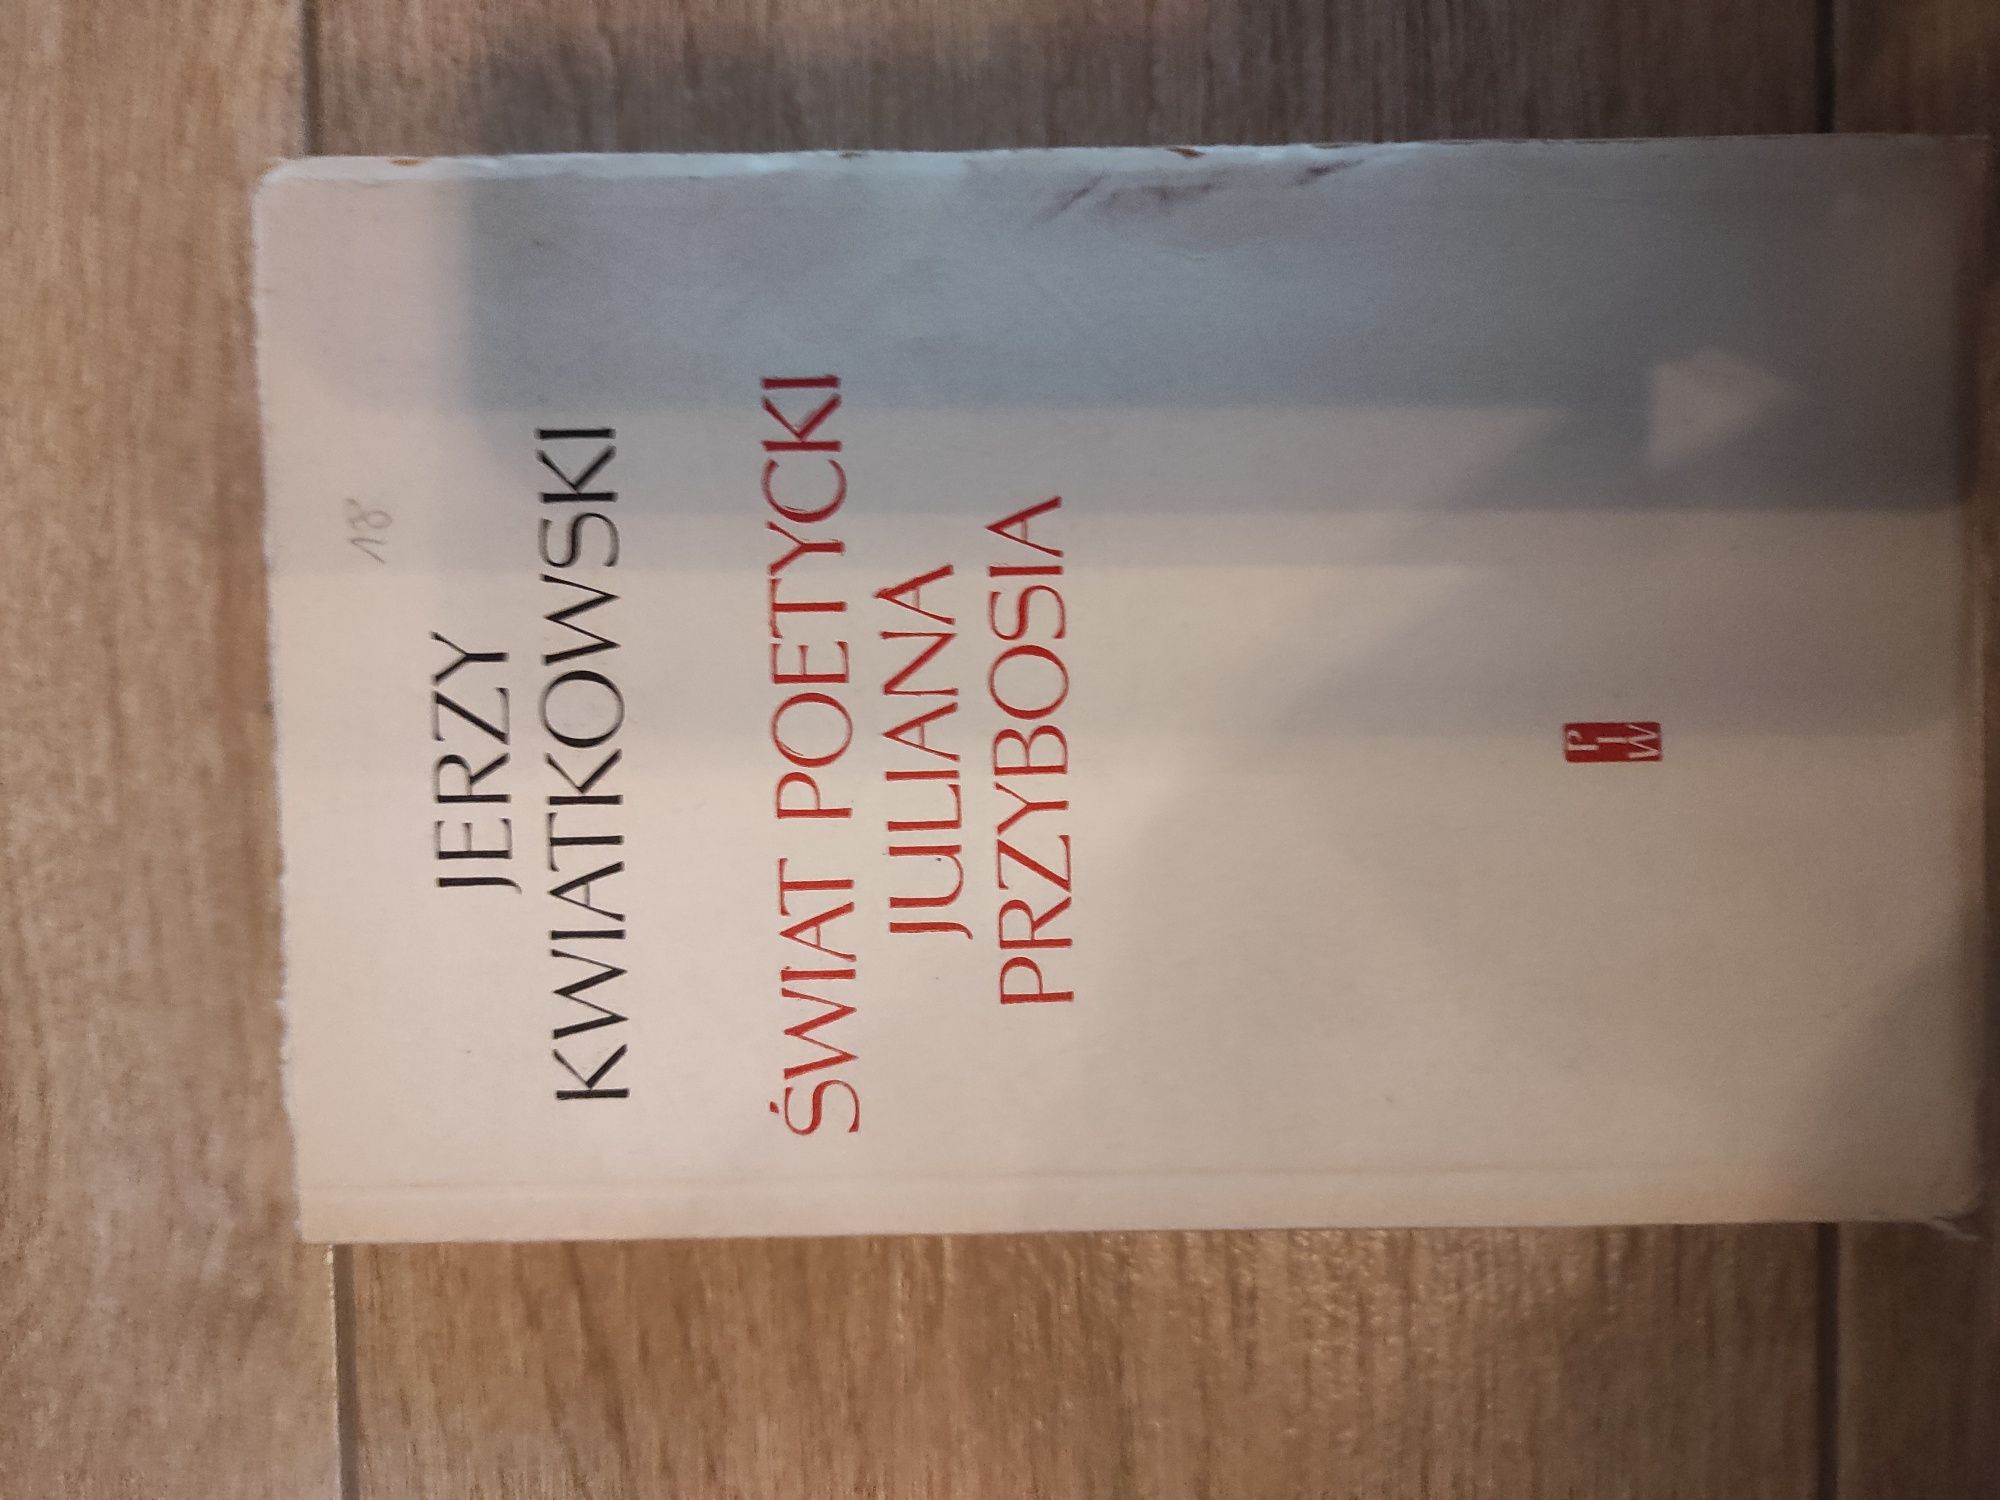 18
JERZY
KWIATKOWSKI
ŚWIAT POETYCKI
JULIANA
PRZYBOSIA
PIW